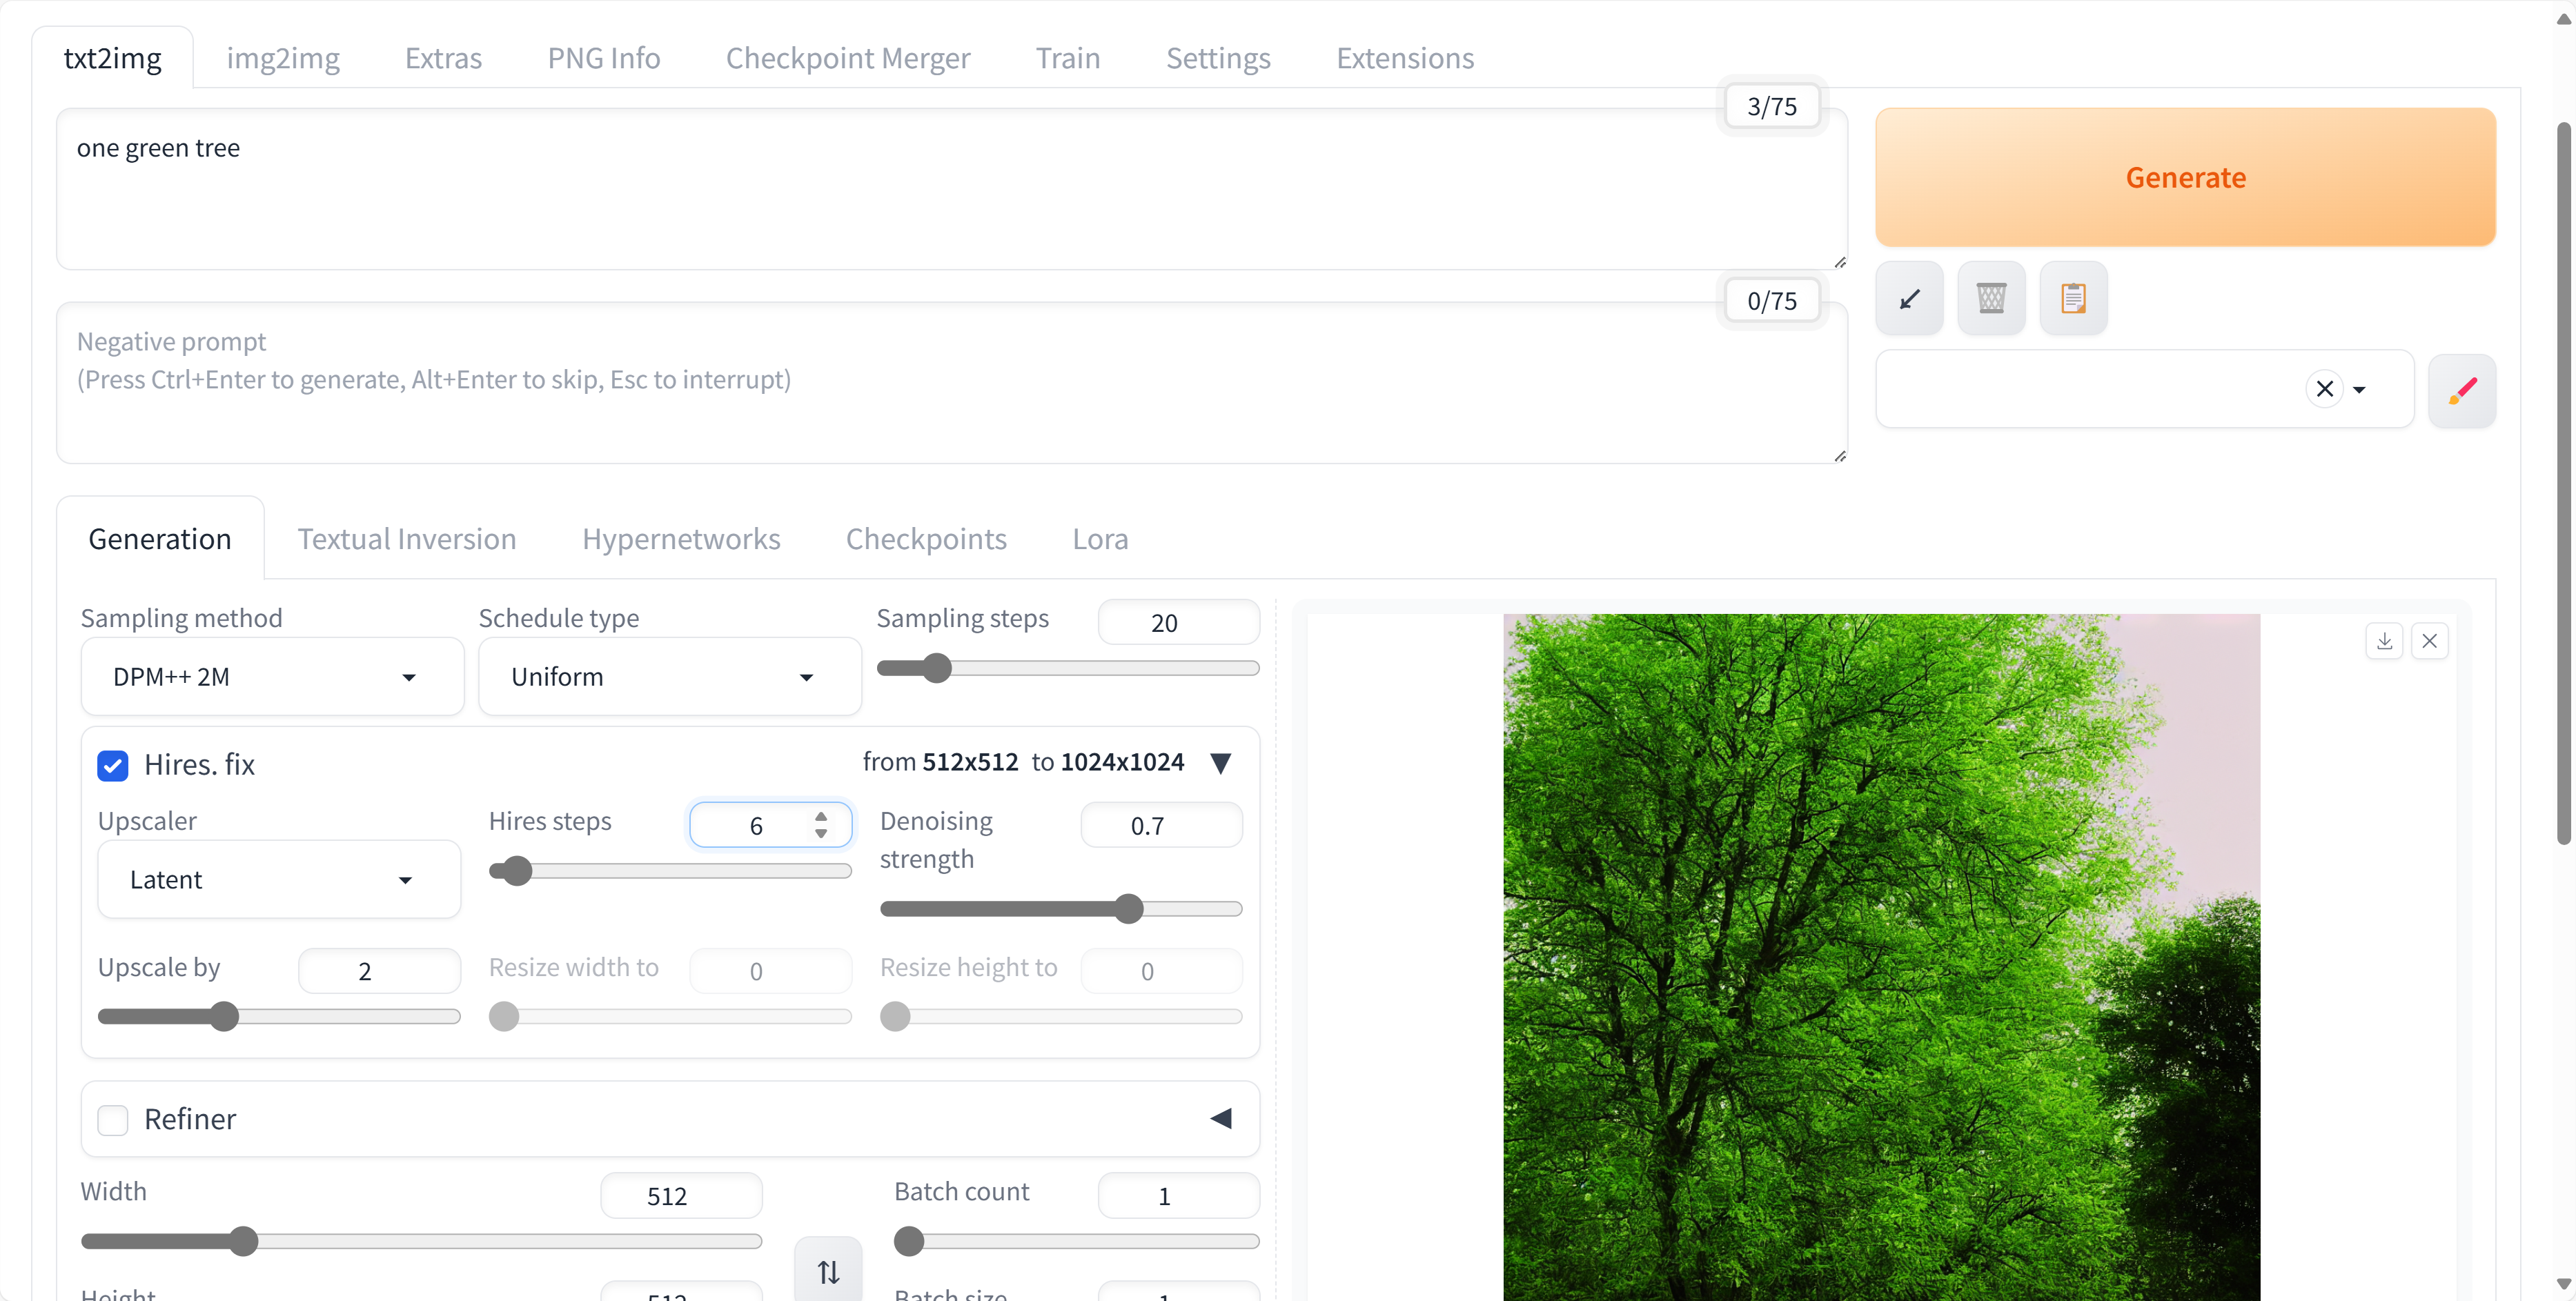 txt2img img2img Extras PNG Info Checkpoint Merger Train Settings Extensions
3/75
one green tree
Generate
0/75
Negative prompt
(Press Ctrl+Enter to generate, Alt+Enter to skip, Esc to interrupt)
Generation Textual Inversion Hypernetworks Checkpoints Lora
Sampling method Schedule type Sampling steps 20
DPM++ 2M Uniform
Hires. fix from 512x512 to 1024x1024
Upscaler Hires steps 6 Denoising strength 0.7
Latent
Upscale by 2 Resize width to 0 Resize height to 0
Refiner
Width 512 Batch count 1
Height 512 Batch size 1